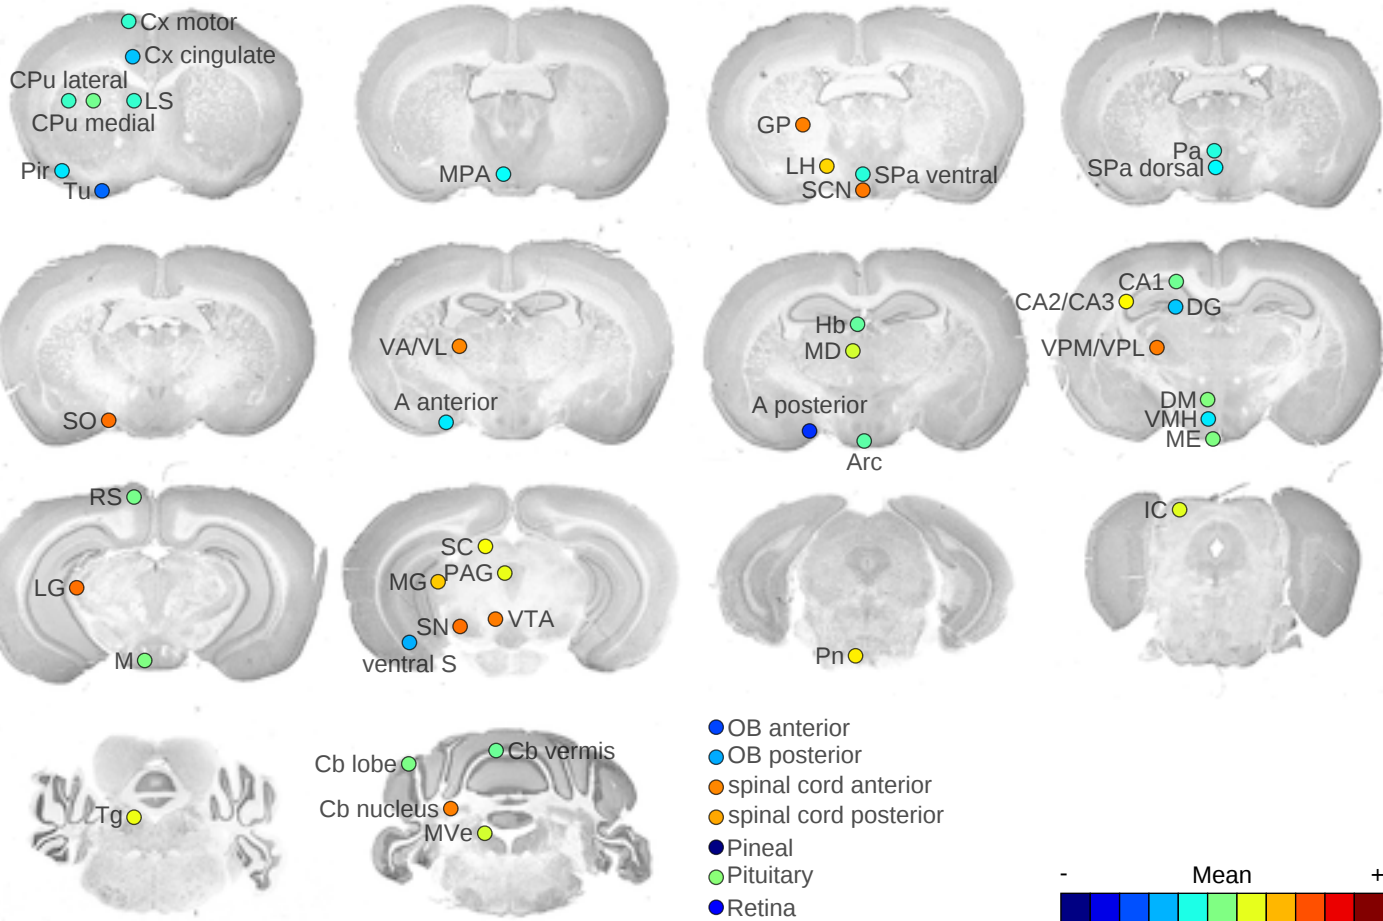 Cx motor
Cx cingulate
CPu lateral
LS
CPu medial
Pir
Tu
MPA
GP
LH
SPa ventral
SCN
Pa
SPa dorsal
SO
VA/VL
A anterior
Hb
MD
A posterior
Arc
CA1
CA2/CA3
DG
VPM/VPL
DM
VMH
ME
RS
LG
M
SC
MG
PAG
SN
VTA
ventral S
Pn
IC
Tg
Cb lobe
Cb vermis
Cb nucleus
MVe
OB anterior
OB posterior
spinal cord anterior
spinal cord posterior
Pineal
Pituitary
Retina
- Mean +